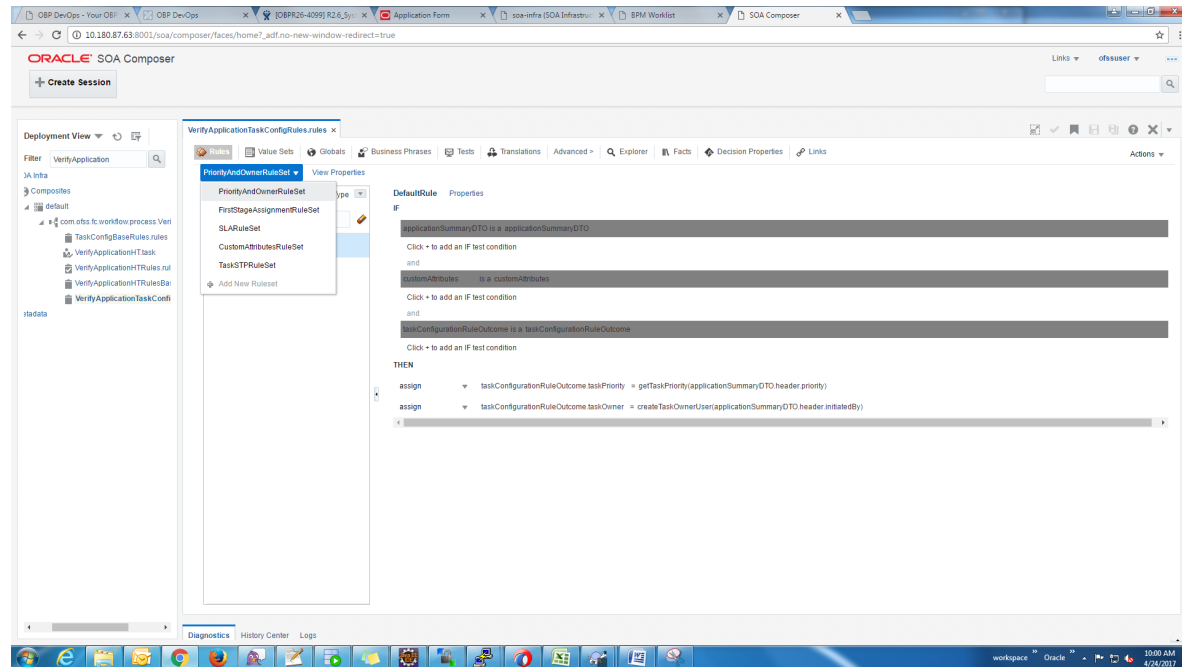 OBP DevOps - Your OBP
OBP DevOps
[OBPR26-4099] R2.6_Sys
Application Form
soa-infra (SOA Infrastruc
BPM Worklist
SOA Composer
10.180.87.63:8001/soa/composer/faces/home?_adf.no-new-window-redirect=true
ORACLE SOA Composer
Links
ofssuser
+ Create Session
Deployment View
Filter VerifyApplication
OA Infra
Composites
default
com.ofss.fc.workflow.process.Veri
TaskConfigBaseRules.rules
VerifyApplicationHT.task
VerifyApplicationHTRules.rul
VerifyApplicationHTRulesBa
VerifyApplicationTaskConfi
etadata
VerifyApplicationTaskConfigRules.rules ×
Rules Value Sets Globals Business Phrases Tests Translations Advanced > Explorer Facts Decision Properties Links Actions
PriorityAndOwnerRuleSet View Properties
ype
PriorityAndOwnerRuleSet
FirstStageAssignmentRuleSet
SLARuleSet
CustomAttributesRuleSet
TaskSTPRuleSet
Add New Ruleset
DefaultRule Properties
IF
applicationSummaryDTO is a applicationSummaryDTO
Click + to add an IF test condition
and
customAttributes is a customAttributes
Click + to add an IF test condition
and
taskConfigurationRuleOutcome is a taskConfigurationRuleOutcome
Click + to add an IF test condition
THEN
assign taskConfigurationRuleOutcome.taskPriority = getTaskPriority(applicationSummaryDTO.header.priority)
assign taskConfigurationRuleOutcome.taskOwner = createTaskOwnerUser(applicationSummaryDTO.header.initiatedBy)
Diagnostics History Center Logs
workspace » Oracle »
10:00 AM
4/24/2017